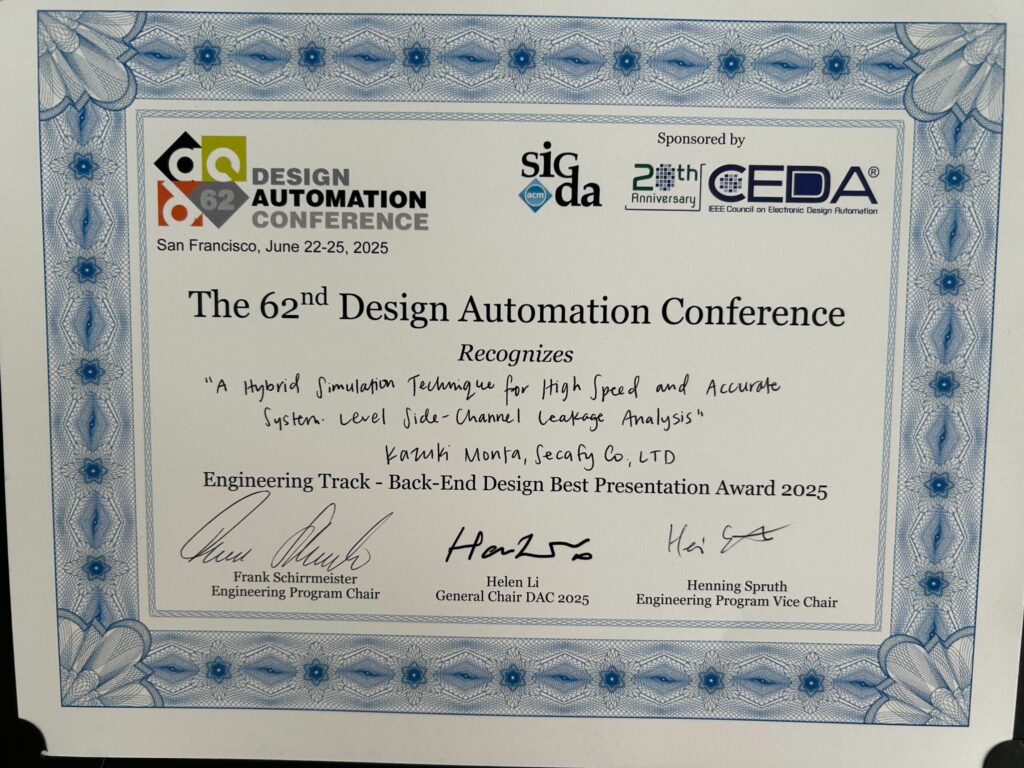 DESIGN
AUTOMATION
CONFERENCE
62
San Francisco, June 22-25, 2025
sigda
acm
Sponsored by
20th
Anniversary
CEDA®
IEEE Council on Electronic Design Automation
The 62nd Design Automation Conference
Recognizes
"A Hybrid Simulation Technique for High Speed and Accurate
System-Level Side-Channel Leakage Analysis"
Kazuki Monta, Secafy Co., LTD
Engineering Track - Back-End Design Best Presentation Award 2025
Frank Schirrmeister
Engineering Program Chair
Helen Li
General Chair DAC 2025
Henning Spruth
Engineering Program Vice Chair